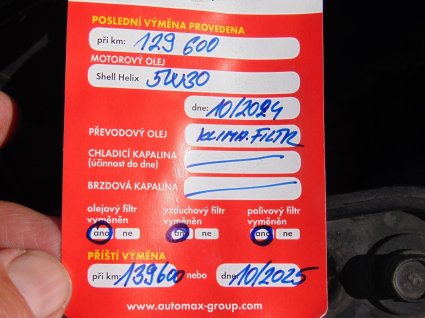 POSLEDNÍ VÝMĚNA PROVEDENA
při km: 129 600
MOTOROVÝ OLEJ
Shell Helix 5W30
dne: 10/2024
PŘEVODOVÝ OLEJ KLIMA.FILTR
CHLADICÍ KAPALINA
(účinnost do dne)
BRZDOVÁ KAPALINA
olejový filtr vyměněn vzduchový filtr vyměněn palivový filtr vyměněn
ano ne ne ano ne
PŘÍŠTÍ VÝMĚNA
při km: 139600 nebo dne: 10/2025
www.automax-group.com